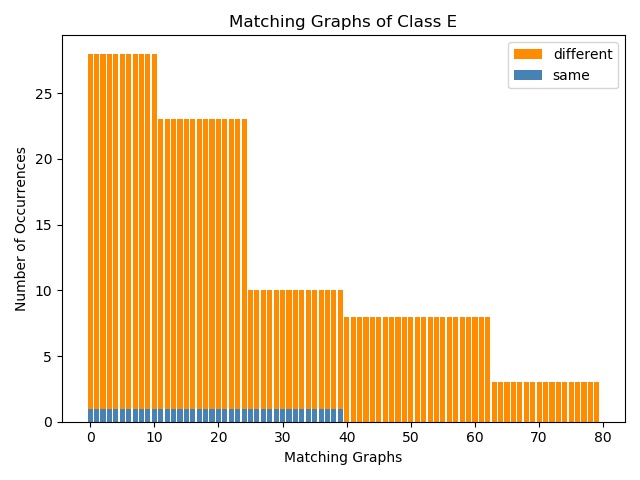 Matching Graphs of Class E
different
same
Number of Occurrences
25
20
15
10
5
0
0 10 20 30 40 50 60 70 80
Matching Graphs